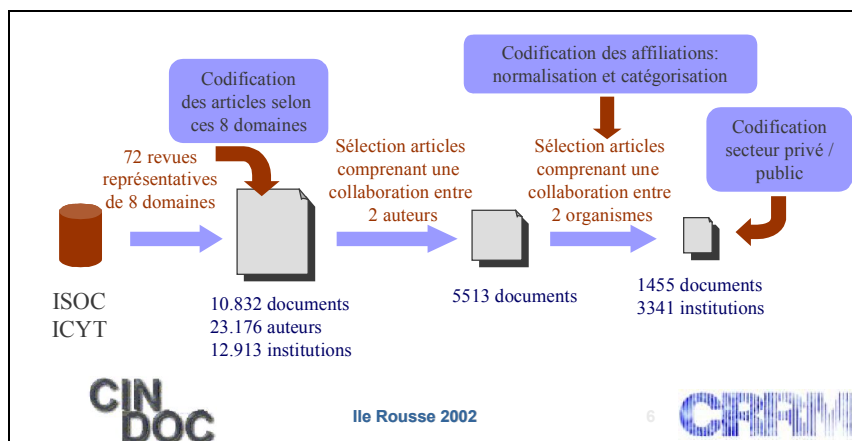 Codification
des articles selon
ces 8 domaines
Codification des affiliations:
normalisation et catégorisation
Codification
secteur privé /
public
72 revues
représentatives
de 8 domaines
Sélection articles
comprenant une
collaboration entre
2 auteurs
Sélection articles
comprenant une
collaboration entre
2 organismes
ISOC
ICYT
10.832 documents
23.176 auteurs
12.913 institutions
5513 documents
1455 documents
3341 institutions
CIN
DOC
Ile Rousse 2002
6
CRRM